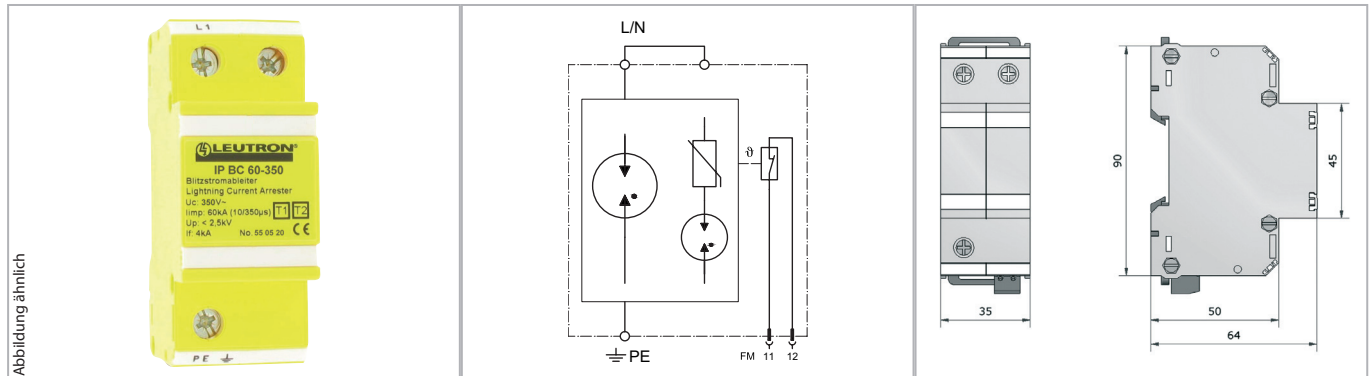 L1
LEUTRON®
IP BC 60-350
Blitzstromableiter
Lightning Current Arrester
Uc: 350V~
Iimp: 60kA (10/350µs) T1 T2
Up: < 2,5kV
If: 4kA No. 55 05 20 CE
PE
Abbildung ähnlich
L/N
ϑ
PE
FM 11 12
90
45
35
50
64